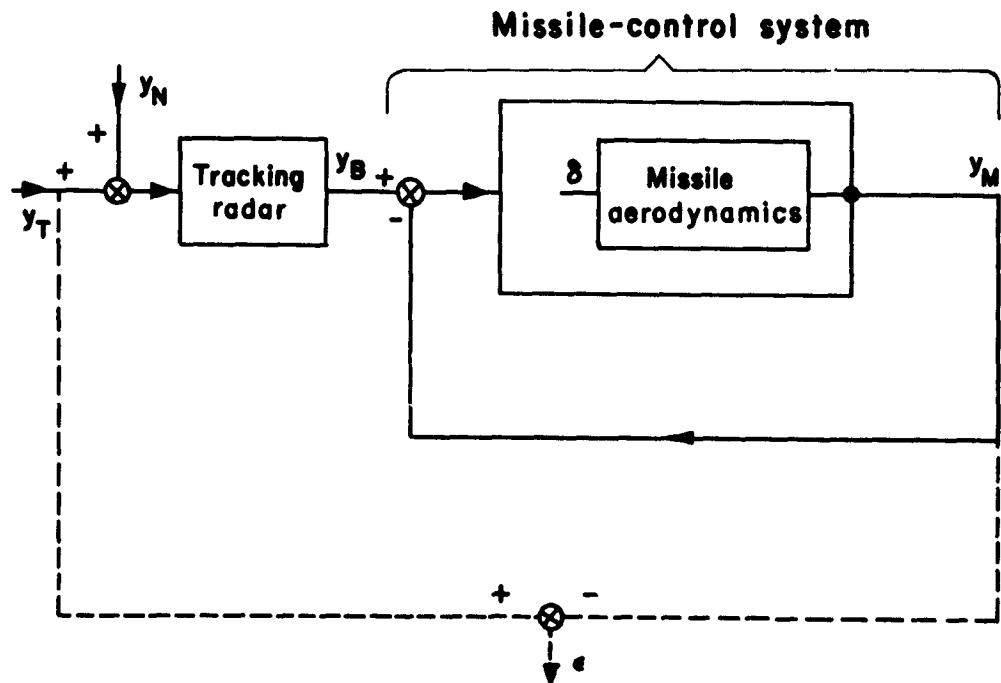 Missile-control system
y_N
+
+
y_T
Tracking
radar
y_B
+
-
δ
Missile
aerodynamics
y_M
+
-
ϵ